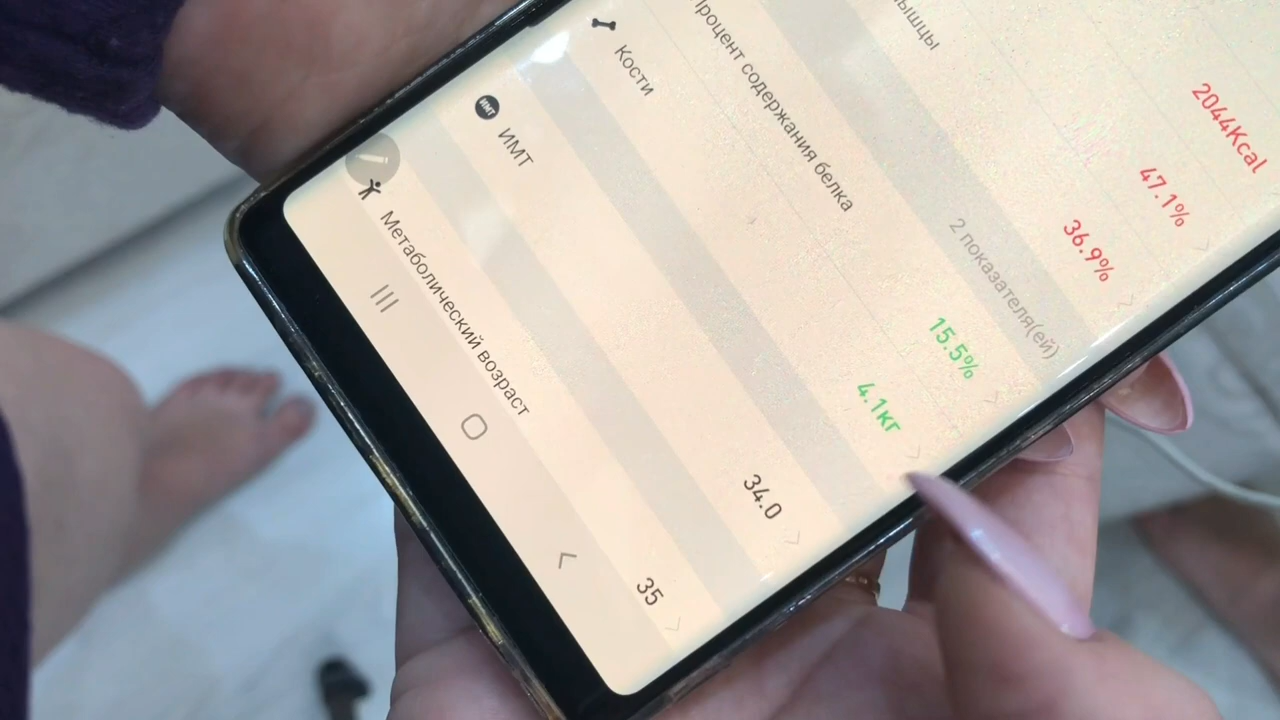 2044Kcal
47.1%
36.9%
2 показателя(ей)
Процент содержания белка
15.5%
Кости
4.1кг
ИМТ
ИМТ
34.0
Метаболический возраст
35